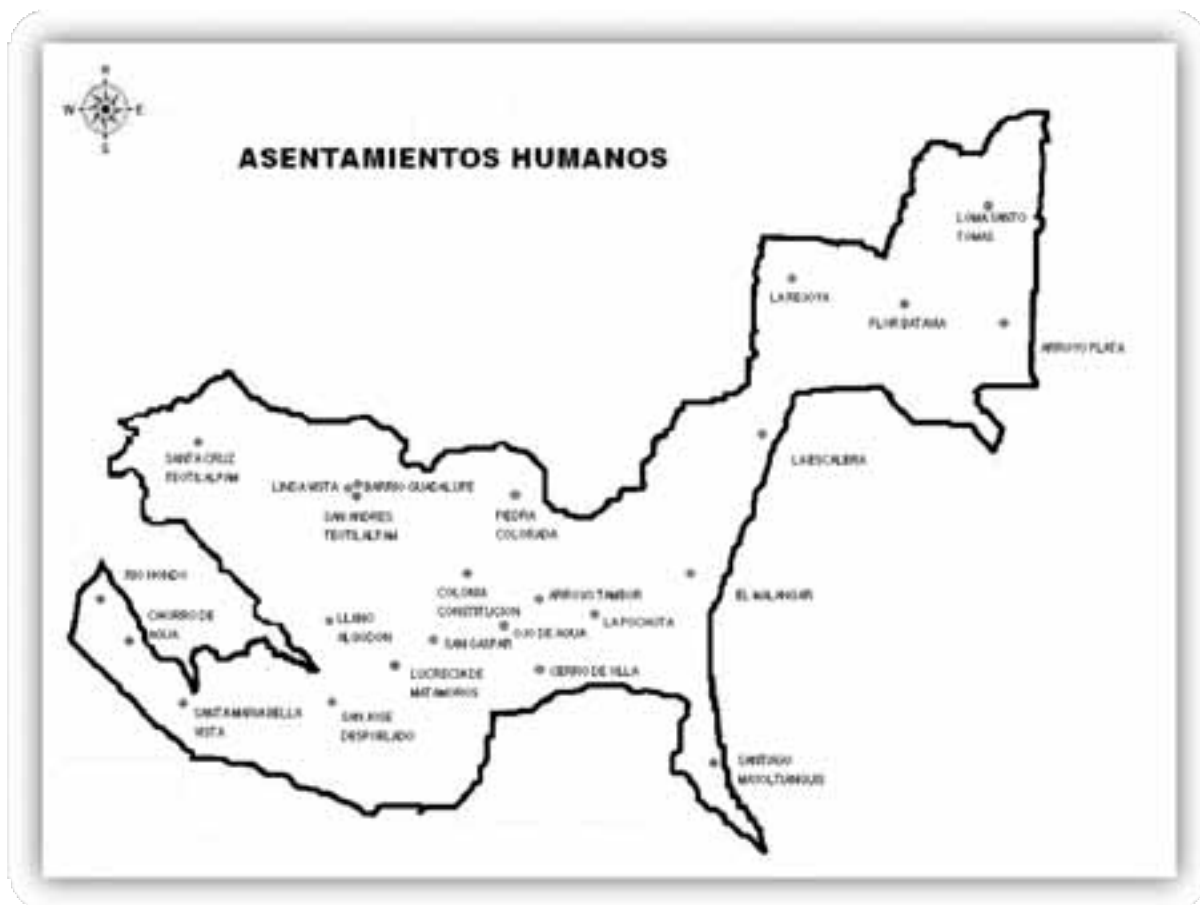 N
W E
S
ASENTAMIENTOS HUMANOS
LOMA SANTO
TOMAS
LA REJOYA
FLOR BATAVIA
ARROYO PLATA
LA ESCALERA
SANTA CRUZ
TEOTILALPAM
LINDA VISTA
BARRIO GUADALUPE
SAN ANDRES
TEOTILALPAM
PIEDRA
COLORADA
RIO HONDO
CHORRO DE
AGUA
COLONIA
CONSTITUCION
ARROYO TAMBOR
EL MALANGAR
LLANO
ALGODON
LA POCHOTA
OJO DE AGUA
SAN GASPAR
LUCRECIA DE
MATAMOROS
CERRO DE VILLA
SANTA MARIA BELLA
VISTA
SAN JOSE
DESPOBLADO
SANTIAGO